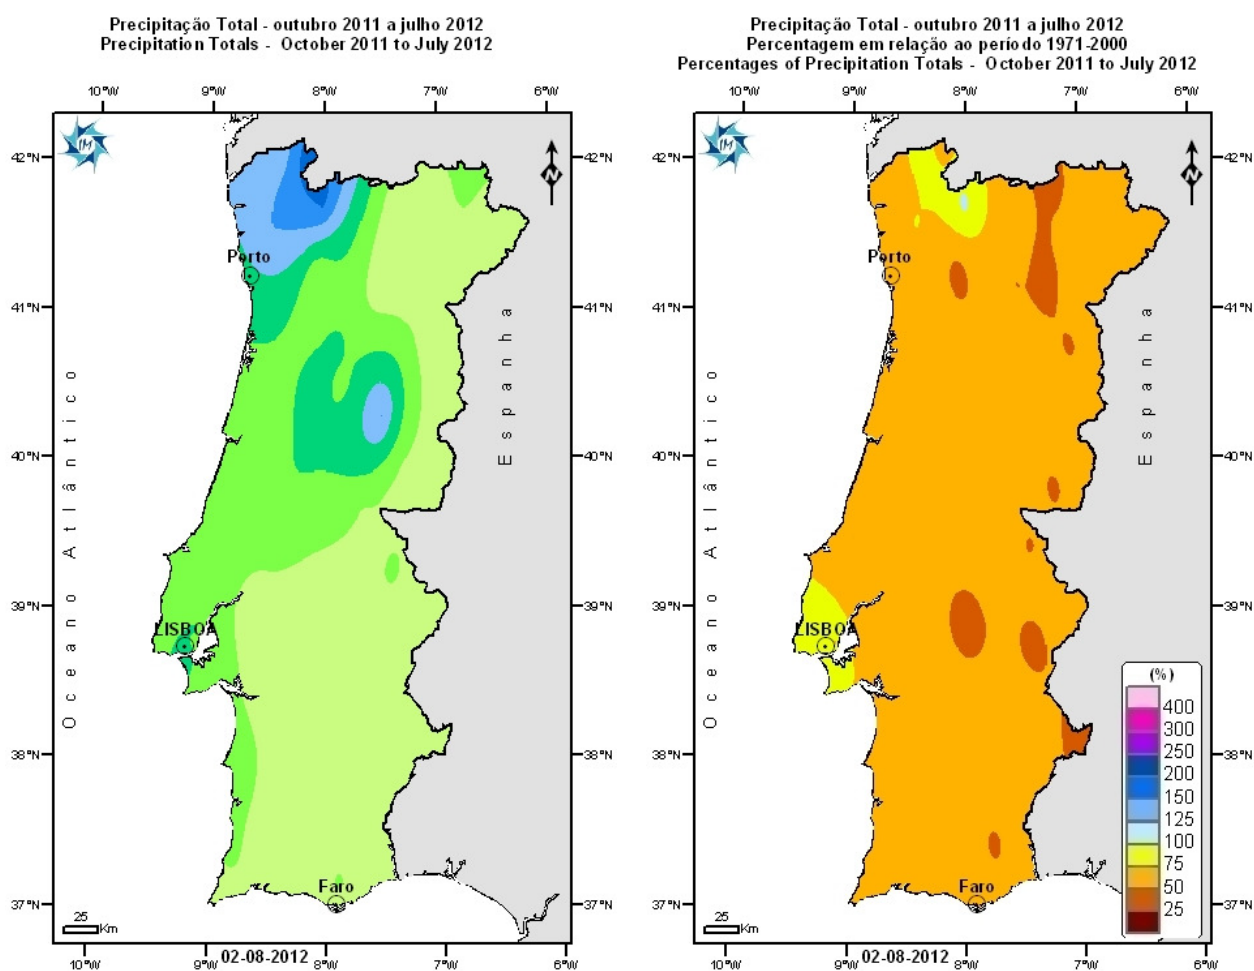 Precipitação Total - outubro 2011 a julho 2012
Precipitation Totals - October 2011 to July 2012
10°W 9°W 8°W 7°W 6°W
IM
N
42°N 42°N
Porto
41°N 41°N
Espanha
Oceano Atlântico
40°N 40°N
39°N 39°N
LISBOA
38°N 38°N
Faro
37°N 37°N
25
Km
10°W 9°W 02-08-2012 8°W 7°W 6°W
Precipitação Total - outubro 2011 a julho 2012
Percentagem em relação ao período 1971-2000
Percentages of Precipitation Totals - October 2011 to July 2012
10°W 9°W 8°W 7°W 6°W
IM
N
42°N 42°N
Porto
41°N 41°N
Espanha
Oceano Atlântico
40°N 40°N
39°N 39°N
LISBOA
(%)
400
300
250
200
150
125
100
75
50
25
38°N 38°N
Faro
37°N 37°N
25
Km
10°W 9°W 02-08-2012 8°W 7°W 6°W